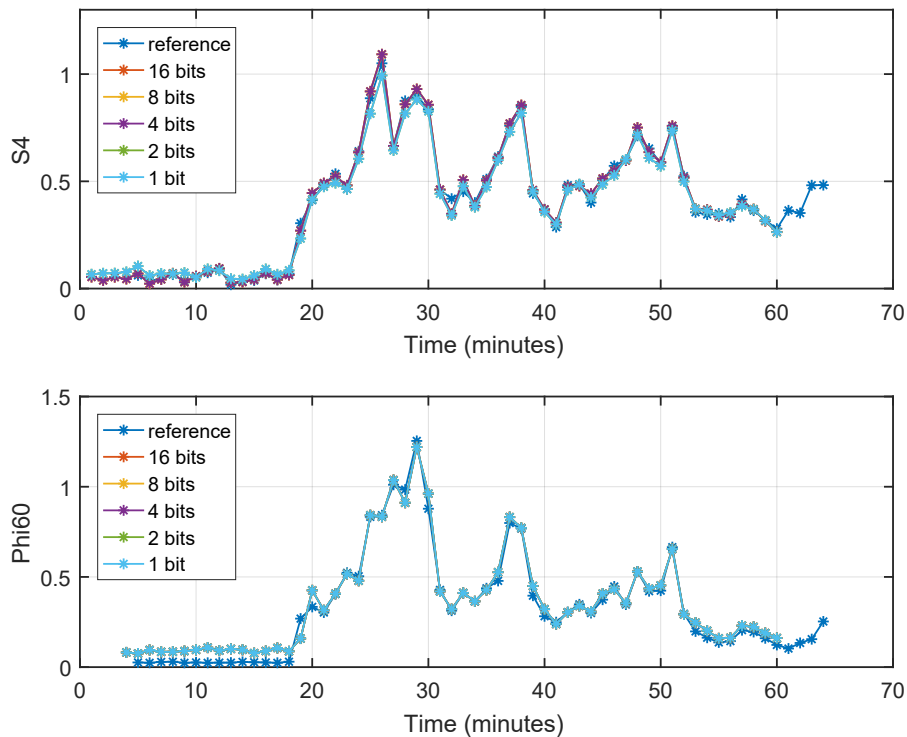 1
0.5
0
S4
reference
16 bits
8 bits
4 bits
2 bits
1 bit
0 10 20 30 40 50 60 70
Time (minutes)
1.5
1
0.5
0
Phi60
reference
16 bits
8 bits
4 bits
2 bits
1 bit
0 10 20 30 40 50 60 70
Time (minutes)